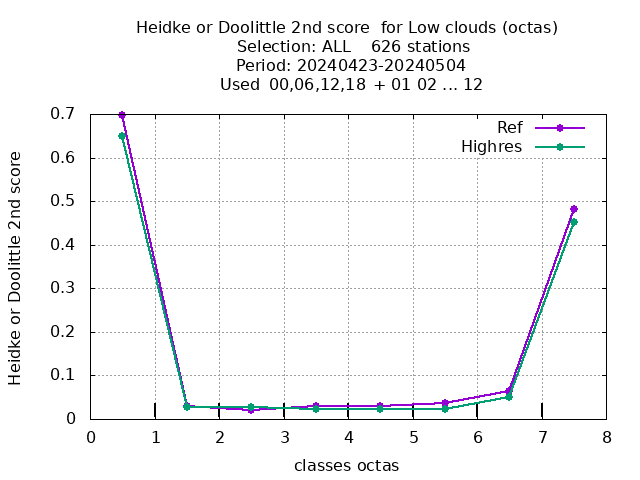 Heidke or Doolittle 2nd score  for Low clouds (octas)
Selection: ALL    626 stations
Period: 20240423-20240504
Used  00,06,12,18  + 01 02 ... 12
Ref
Highres
Heidke or Doolittle 2nd score
0.7
0.6
0.5
0.4
0.3
0.2
0.1
0
0 1 2 3 4 5 6 7 8
classes octas